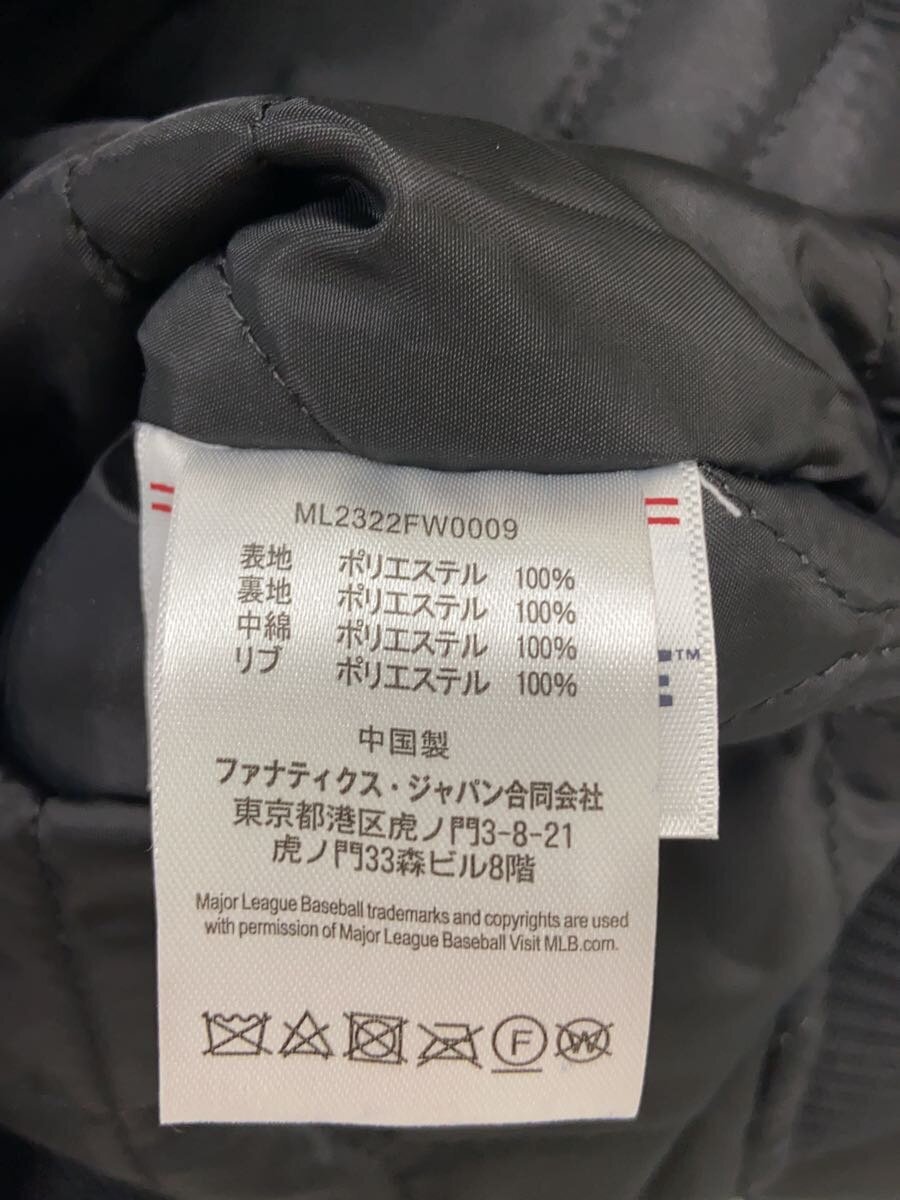 ML2322FW0009
表地 ポリエステル 100%
裏地 ポリエステル 100%
中綿 ポリエステル 100%
リブ ポリエステル 100%
中国製
ファナティクス・ジャパン合同会社
東京都港区虎ノ門3-8-21
虎ノ門33森ビル8階
Major League Baseball trademarks and copyrights are used
with permission of Major League Baseball Visit MLB.com.
F W
E™